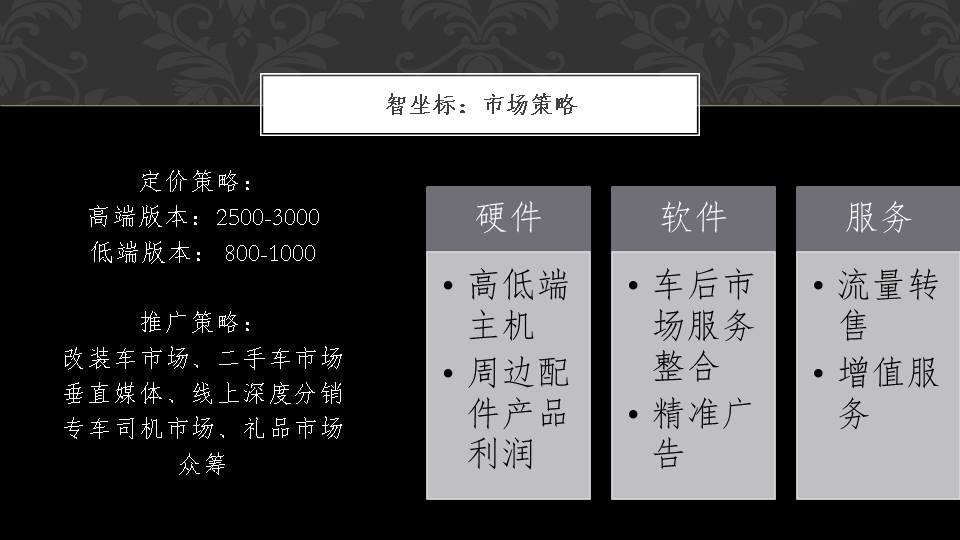 智坐标：市场策略
定价策略：
高端版本：2500-3000
低端版本： 800-1000
推广策略：
改装车市场、二手车市场
垂直媒体、线上深度分销
专车司机市场、礼品市场
众筹
硬件
• 高低端
主机
• 周边配
件产品
利润
软件
• 车后市
场服务
整合
• 精准广
告
服务
• 流量转
售
• 增值服
务